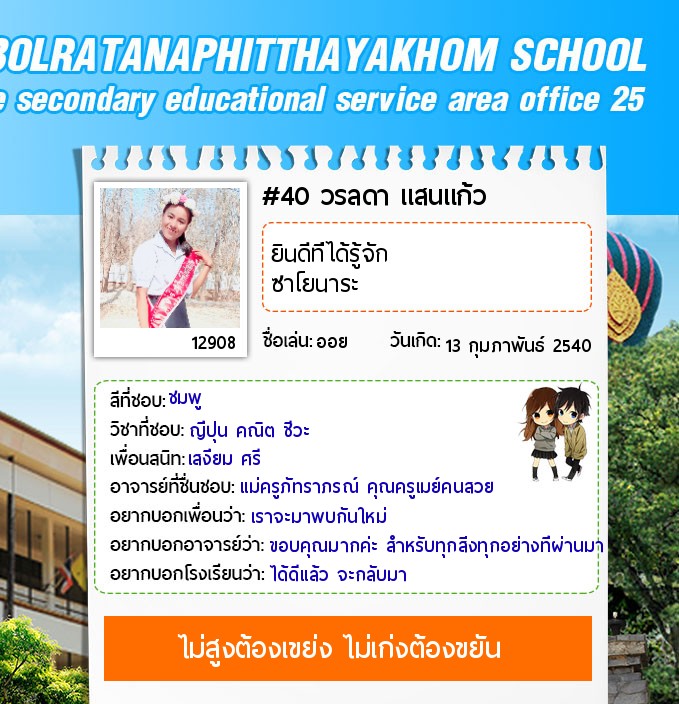 BOLRATANAPHITTHAYAKHOM SCHOOL
e secondary educational service area office 25
#40 วรลดา แสนแก้ว
ยินดีที่ได้รู้จัก
ซาโยนาระ
12908
ชื่อเล่น: ออย วันเกิด: 13 กุมภาพันธ์ 2540
สีที่ชอบ: ชมพู
วิชาที่ชอบ: ญี่ปุ่น คณิต ชีวะ
เพื่อนสนิท: เสงี่ยม ศรี
อาจารย์ที่ชื่นชอบ: แม่ครูภัทราภรณ์ คุณครูเมย์คนสวย
อยากบอกเพื่อนว่า: เราจะมาพบกันใหม่
อยากบอกอาจารย์ว่า: ขอบคุณมากค่ะ สำหรับทุกสิ่งทุกอย่างที่ผ่านมา
อยากบอกโรงเรียนว่า: ได้ดีแล้ว จะกลับมา
ไม่สูงต้องเขย่ง ไม่เก่งต้องขยัน